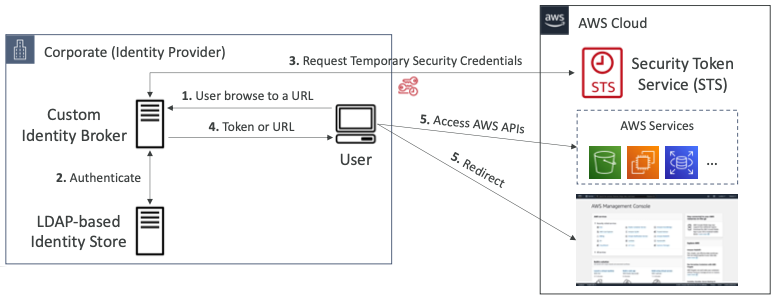 Corporate (Identity Provider)
aws
AWS Cloud
3. Request Temporary Security Credentials
STS
Security Token
Service (STS)
Custom
Identity Broker
1. User browse to a URL
4. Token or URL
User
5. Access AWS APIs
5. Redirect
AWS Services
...
2. Authenticate
LDAP-based
Identity Store
AWS Management Console